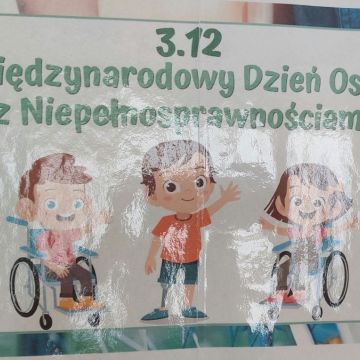 3.12
iędzynarodowy Dzień Os
z Niepełnosprawnościam